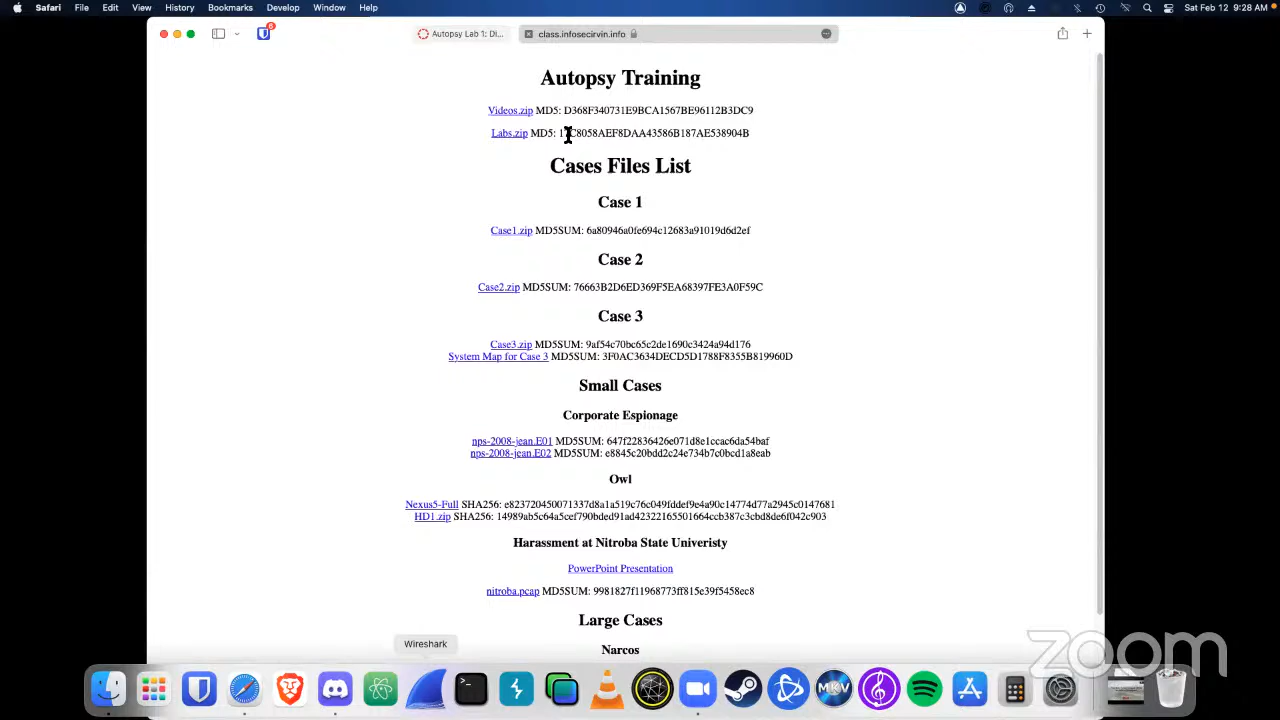 Safari File Edit View History Bookmarks Develop Window Help Sat Feb 12 9:28 AM
6
Autopsy Lab 1: Di... class.infosecirvin.info
Autopsy Training
Videos.zip MD5: D368F340731E9BCA1567BE96112B3DC9
Labs.zip MD5:
Cases Files List
Case 1
Case1.zip MD5SUM: 6a80946a0fe694c12683a91019d6d2ef
Case 2
Case2.zip MD5SUM: 76663B2D6ED369F5EA68397FE3A0F59C
Case 3
Case3.zip MD5SUM: 9af54c70bc65c2de1690c3424a94d176
System Map for Case 3 MD5SUM: 3F0AC3634DECD5D1788F8355B819960D
Small Cases
Corporate Espionage
nps-2008-jean.E01 MD5SUM: 647f22836426e071d8e1ccac6da54baf
nps-2008-jean.E02 MD5SUM: e8845c20bdd2c24e734b7c0bcd1a8eab
Owl
Nexus5-Full SHA256: e823720450071337d8a1a519c76c049fddef9e4a90c14774d77a2945c0147681
HD1.zip SHA256: 14989ab5c64a5cef790bded91ad42322165501664ccb387c3cbd8de6f042c903
Harassment at Nitroba State Univeristy
PowerPoint Presentation
nitroba.pcap MD5SUM: 9981827f11968773ff815e39f5458ec8
Large Cases
Narcos
Wireshark
MKV
zoom